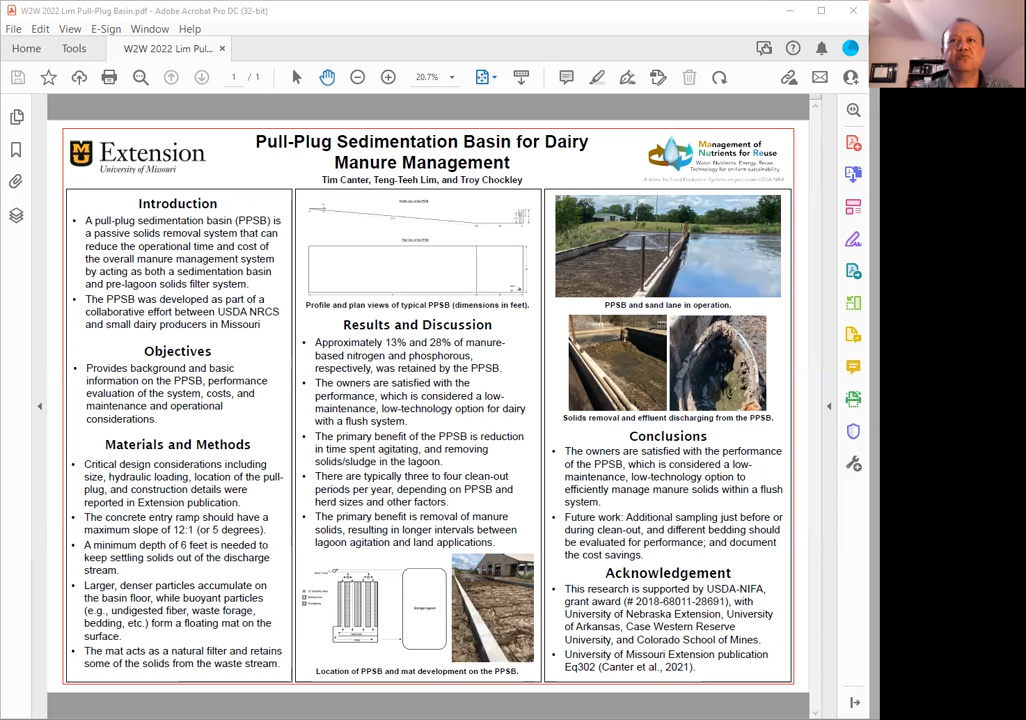 W2W 2022 Lim Pull-Plug Basin.pdf - Adobe Acrobat Pro DC (32-bit)
File Edit View E-Sign Window Help
Home Tools W2W 2022 Lim Pul... ×
1 / 1
20.7%
MU Extension
University of Missouri
Pull-Plug Sedimentation Basin for Dairy
Manure Management
Tim Canter, Teng-Teeh Lim, and Troy Chockley
Management of
Nutrients for Reuse
Water, Nutrients, Energy, Reuse
Technology for on-farm sustainability.
A Water for Food Production Systems project under USDA-NIFA
Introduction
• A pull-plug sedimentation basin (PPSB) is
a passive solids removal system that can
reduce the operational time and cost of
the overall manure management system
by acting as both a sedimentation basin
and pre-lagoon solids filter system.
• The PPSB was developed as part of a
collaborative effort between USDA NRCS
and small dairy producers in Missouri
Objectives
• Provides background and basic
information on the PPSB, performance
evaluation of the system, costs, and
maintenance and operational
considerations.
Materials and Methods
• Critical design considerations including
size, hydraulic loading, location of the pull-
plug, and construction details were
reported in Extension publication.
• The concrete entry ramp should have a
maximum slope of 12:1 (or 5 degrees).
• A minimum depth of 6 feet is needed to
keep settling solids out of the discharge
stream.
• Larger, denser particles accumulate on
the basin floor, while buoyant particles
(e.g., undigested fiber, waste forage,
bedding, etc.) form a floating mat on the
surface.
• The mat acts as a natural filter and retains
some of the solids from the waste stream.
Profile and plan views of typical PPSB (dimensions in feet).
Results and Discussion
• Approximately 13% and 28% of manure-
based nitrogen and phosphorous,
respectively, was retained by the PPSB.
• The owners are satisfied with the
performance, which is considered a low-
maintenance, low-technology option for dairy
with a flush system.
• The primary benefit of the PPSB is reduction
in time spent agitating, and removing
solids/sludge in the lagoon.
• There are typically three to four clean-out
periods per year, depending on PPSB and
herd sizes and other factors.
• The primary benefit is removal of manure
solids, resulting in longer intervals between
lagoon agitation and land applications.
Location of PPSB and mat development on the PPSB.
PPSB and sand lane in operation.
Solids removal and effluent discharging from the PPSB.
Conclusions
• The owners are satisfied with the performance
of the PPSB, which is considered a low-
maintenance, low-technology option to
efficiently manage manure solids within a flush
system.
• Future work: Additional sampling just before or
during clean-out, and different bedding should
be evaluated for performance; and document
the cost savings.
Acknowledgement
• This research is supported by USDA-NIFA,
grant award (# 2018-68011-28691), with
University of Nebraska Extension, University
of Arkansas, Case Western Reserve
University, and Colorado School of Mines.
• University of Missouri Extension publication
Eq302 (Canter et al., 2021).